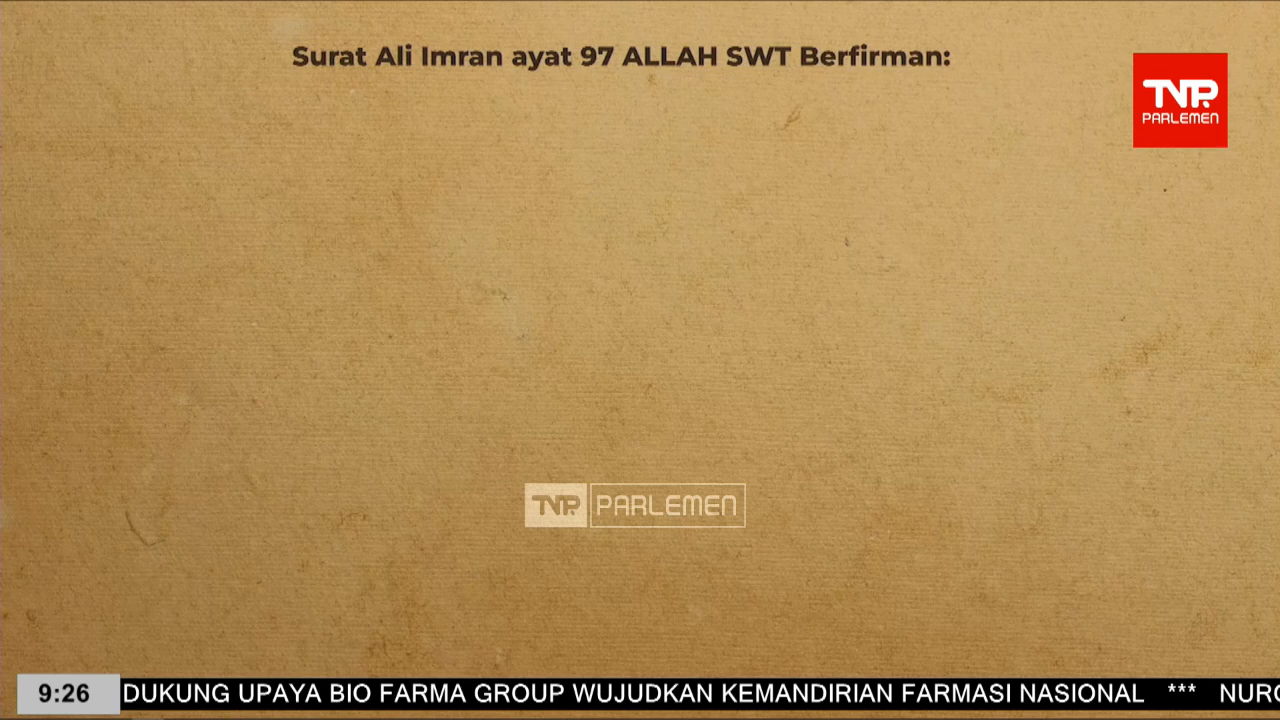 Surat Ali Imran ayat 97 ALLAH SWT Berfirman:
TVR
PARLEMEN
TVR PARLEMEN
9:26 DUKUNG UPAYA BIO FARMA GROUP WUJUDKAN KEMANDIRIAN FARMASI NASIONAL ***